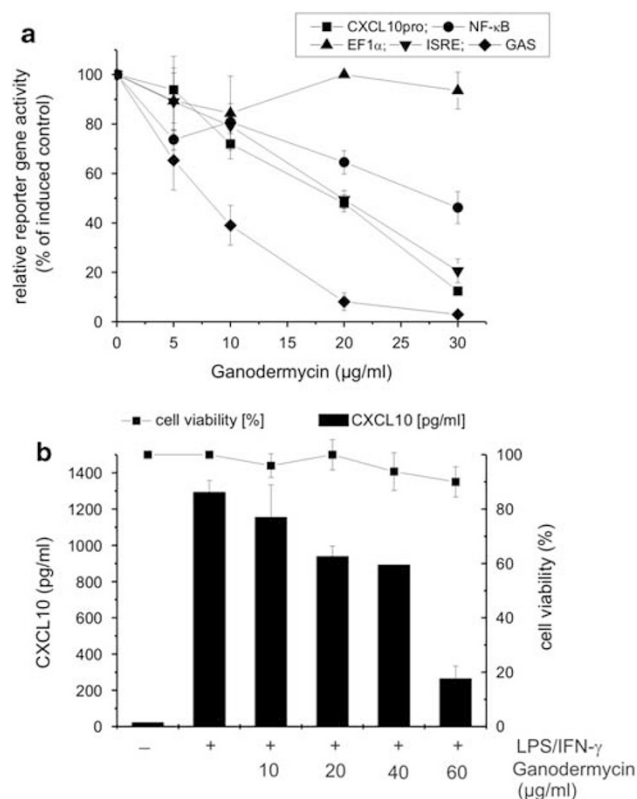 a
CXCL10pro; NF-κB
EF1α; ISRE; GAS
relative reporter gene activity
(% of induced control)
100
80
60
40
20
0
0 5 10 15 20 25 30
Ganodermycin (µg/ml)
b
cell viability [%] CXCL10 [pg/ml]
CXCL10
(pg/ml)
1400
1200
1000
800
600
400
200
0
100
80
60
40
20
0
cell viability (%)
– + + + + + LPS/IFN-γ
10 20 40 60 Ganodermycin
(µg/ml)